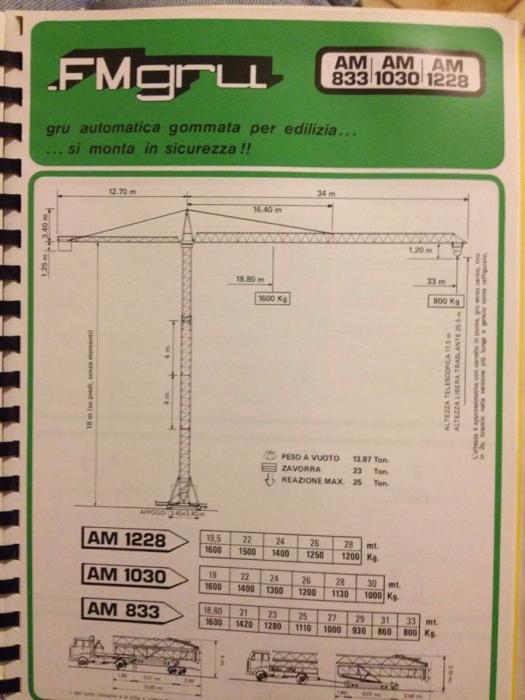 .FMgru
AM AM AM
833 1030 1228
gru automatica gommata per edilizia...
... si monta in sicurezza !!
12.70 m
34 m
16.40 m
3.40 m.
1,25 m.
1,20 m
18.80 m
1600 Kg
33 m
800 Kg
18 m (su piedi, senza elementi)
4 m.
4 m.
ALTEZZA TELESCOPICA 17.5 m
ALTEZZA LIBERA TRASLANTE 25.5 m
PESO A VUOTO 13.87 Ton.
ZAVORRA 23 Ton.
REAZIONE MAX. 25 Ton.
APPOGGI
AM 1228
19,5 22 24 26 28 mt.
1600 1500 1400 1250 1200 Kg.
AM 1030
19 22 24 26 28 30 mt.
1600 1400 1300 1200 1130 1000 Kg.
AM 833
18,80 21 23 25 27 29 31 33 mt.
1600 1420 1280 1110 1000 930 860 800 Kg.